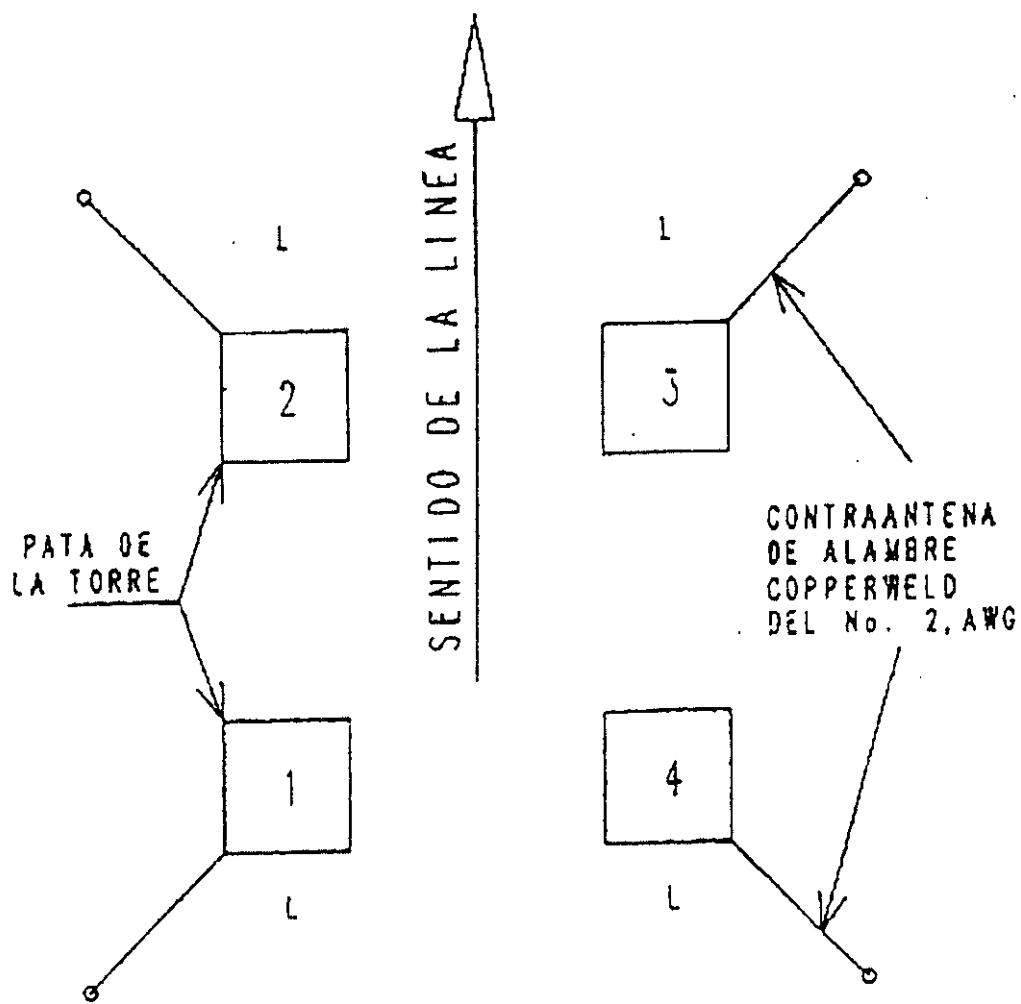 SENTIDO DE LA LINEA
L
L
2
3
PATA DE
LA TORRE
CONTRAANTENA
DE ALAMBRE
COPPERWELD
DEL No. 2, AWG
1
4
L
L